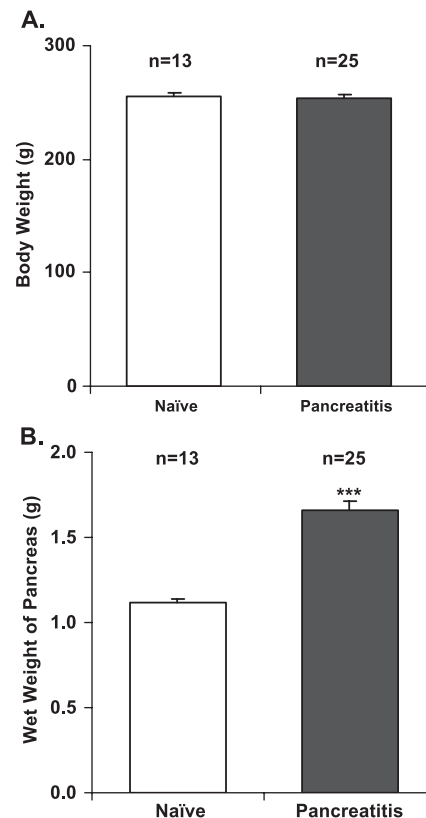 A.
300
n=13 n=25
200
Body Weight (g)
100
0
Naïve Pancreatitis
B.
2.0
n=13 n=25
***
1.5
Wet Weight of Pancreas (g)
1.0
0.5
0.0
Naïve Pancreatitis